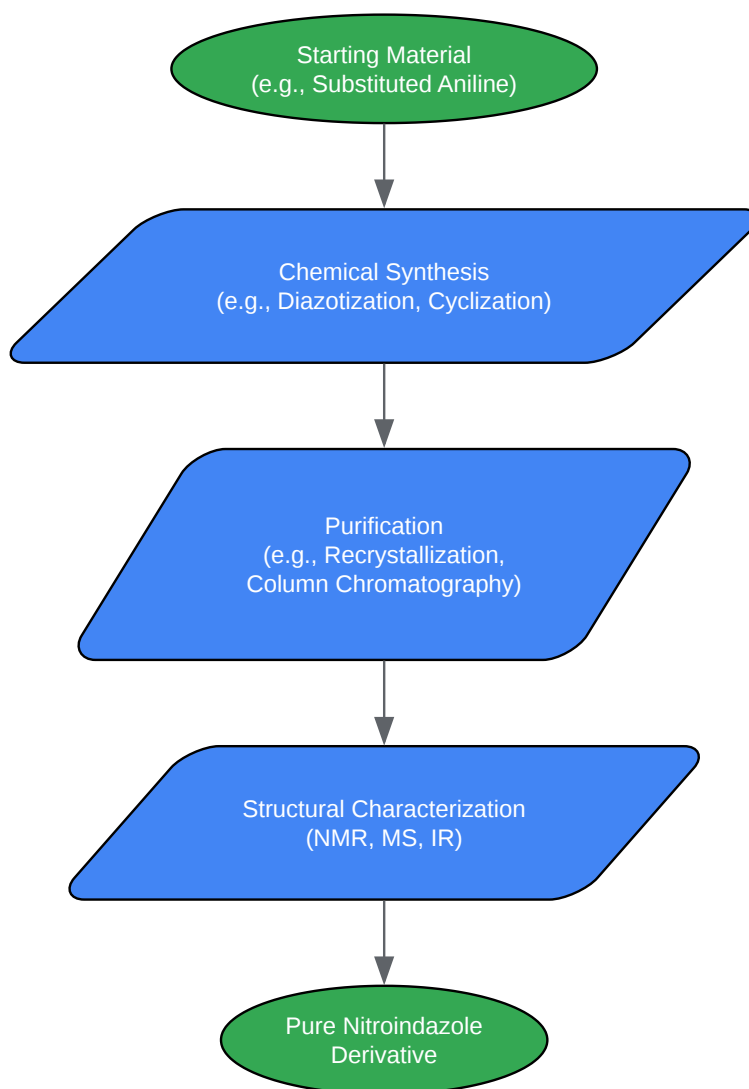 Starting Material
(e.g., Substituted Aniline)
Chemical Synthesis
(e.g., Diazotization, Cyclization)
Purification
(e.g., Recrystallization,
Column Chromatography)
Structural Characterization
(NMR, MS, IR)
Pure Nitroindazole
Derivative